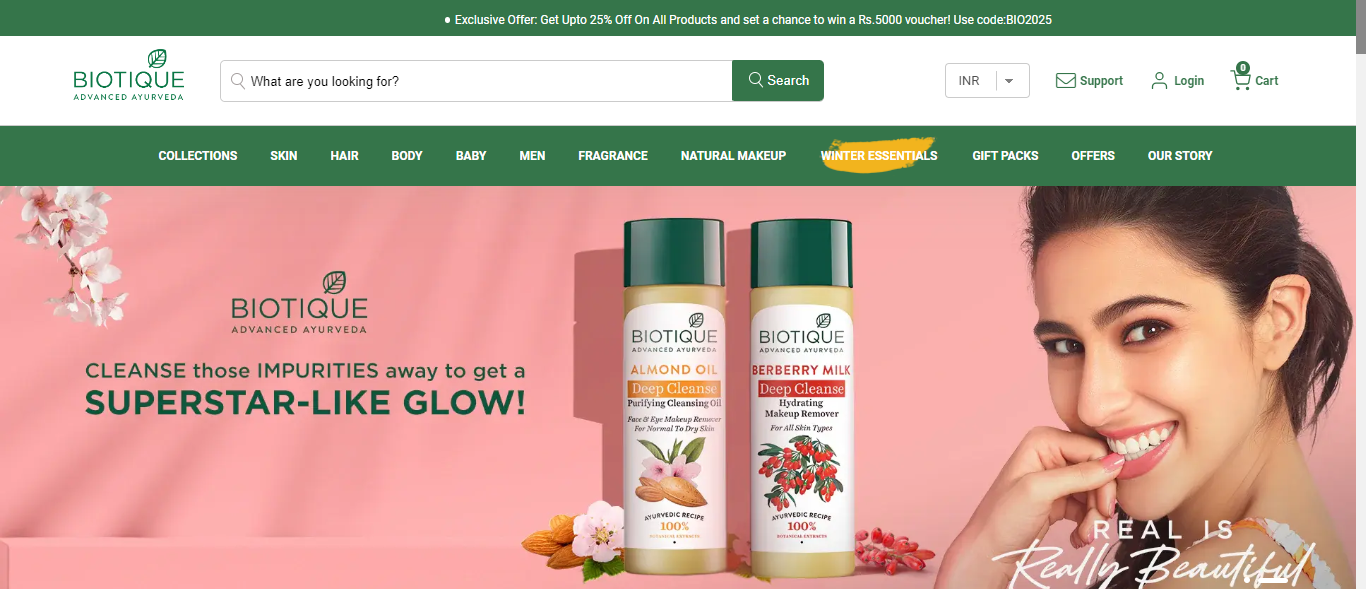 Exclusive Offer: Get Upto 25% Off On All Products and set a chance to win a Rs.5000 voucher! Use code:BIO2025
BIOTIQUE
ADVANCED AYURVEDA
What are you looking for?
Search
INR
Support
Login
0
Cart
COLLECTIONS SKIN HAIR BODY BABY MEN FRAGRANCE NATURAL MAKEUP WINTER ESSENTIALS GIFT PACKS OFFERS OUR STORY
BIOTIQUE
ADVANCED AYURVEDA
CLEANSE those IMPURITIES away to get a
SUPERSTAR-LIKE GLOW!
BIOTIQUE
ADVANCED AYURVEDA
ALMOND OIL
Deep Cleanse
Purifying Cleansing Oil
Face & Eye Makeup Remover
For Normal To Dry Skin
AYURVEDIC RECIPE
100%
BOTANICAL EXTRACTS
BIOTIQUE
ADVANCED AYURVEDA
BERBERRY MILK
Deep Cleanse
Hydrating
Makeup Remover
For All Skin Types
AYURVEDIC RECIPE
100%
BOTANICAL EXTRACTS
REAL IS
Really Beautiful